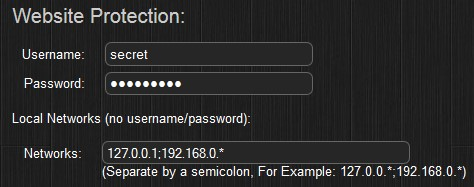 Website Protection:
Username: secret
Password: ●●●●●●●●●
Local Networks (no username/password):
Networks: 127.0.0.1;192.168.0.*
(Separate by a semicolon, For Example: 127.0.0.*;192.168.0.*)